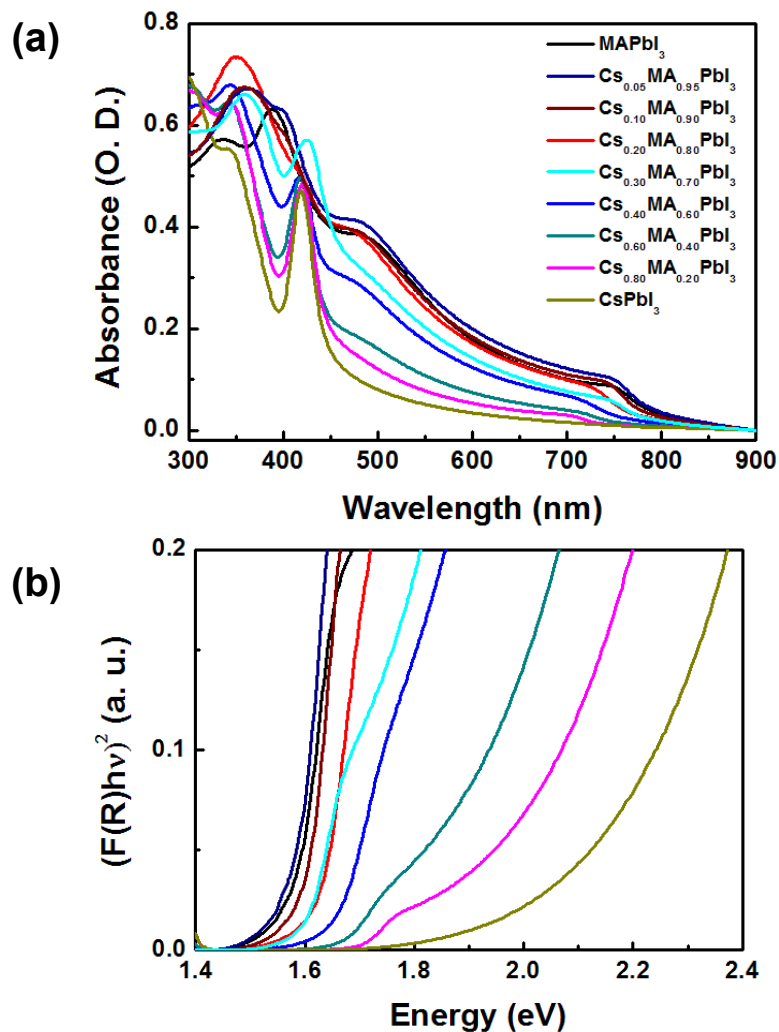 (a)
0.8
0.6
0.4
0.2
0.0
Absorbance (O. D.)
MAPbI₃
Cs₀.₀₅MA₀.₉₅PbI₃
Cs₀.₁₀MA₀.₉₀PbI₃
Cs₀.₂₀MA₀.₈₀PbI₃
Cs₀.₃₀MA₀.₇₀PbI₃
Cs₀.₄₀MA₀.₆₀PbI₃
Cs₀.₆₀MA₀.₄₀PbI₃
Cs₀.₈₀MA₀.₂₀PbI₃
CsPbI₃
300 400 500 600 700 800 900
Wavelength (nm)
(b)
0.2
0.1
0.0
(F(R)hν)² (a. u.)
1.4 1.6 1.8 2.0 2.2 2.4
Energy (eV)